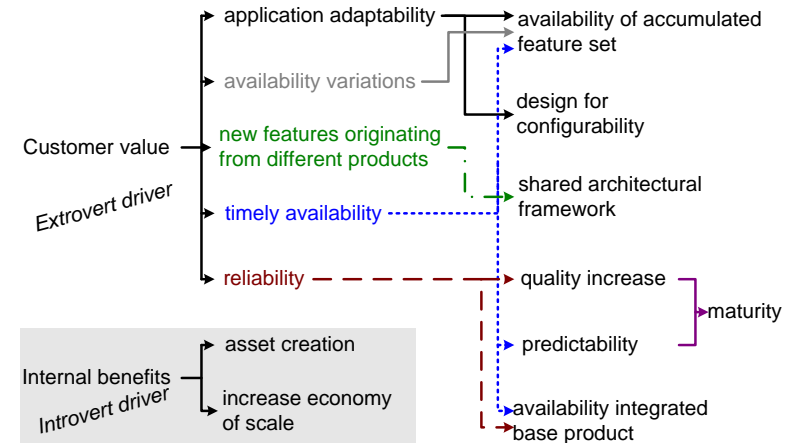 application adaptability
availability variations
new features originating
from different products
Customer value
Extrovert driver
timely availability
reliability
availability of accumulated
feature set
design for
configurability
shared architectural
framework
quality increase
maturity
predictability
availability integrated
base product
asset creation
Internal benefits
Introvert driver
increase economy
of scale